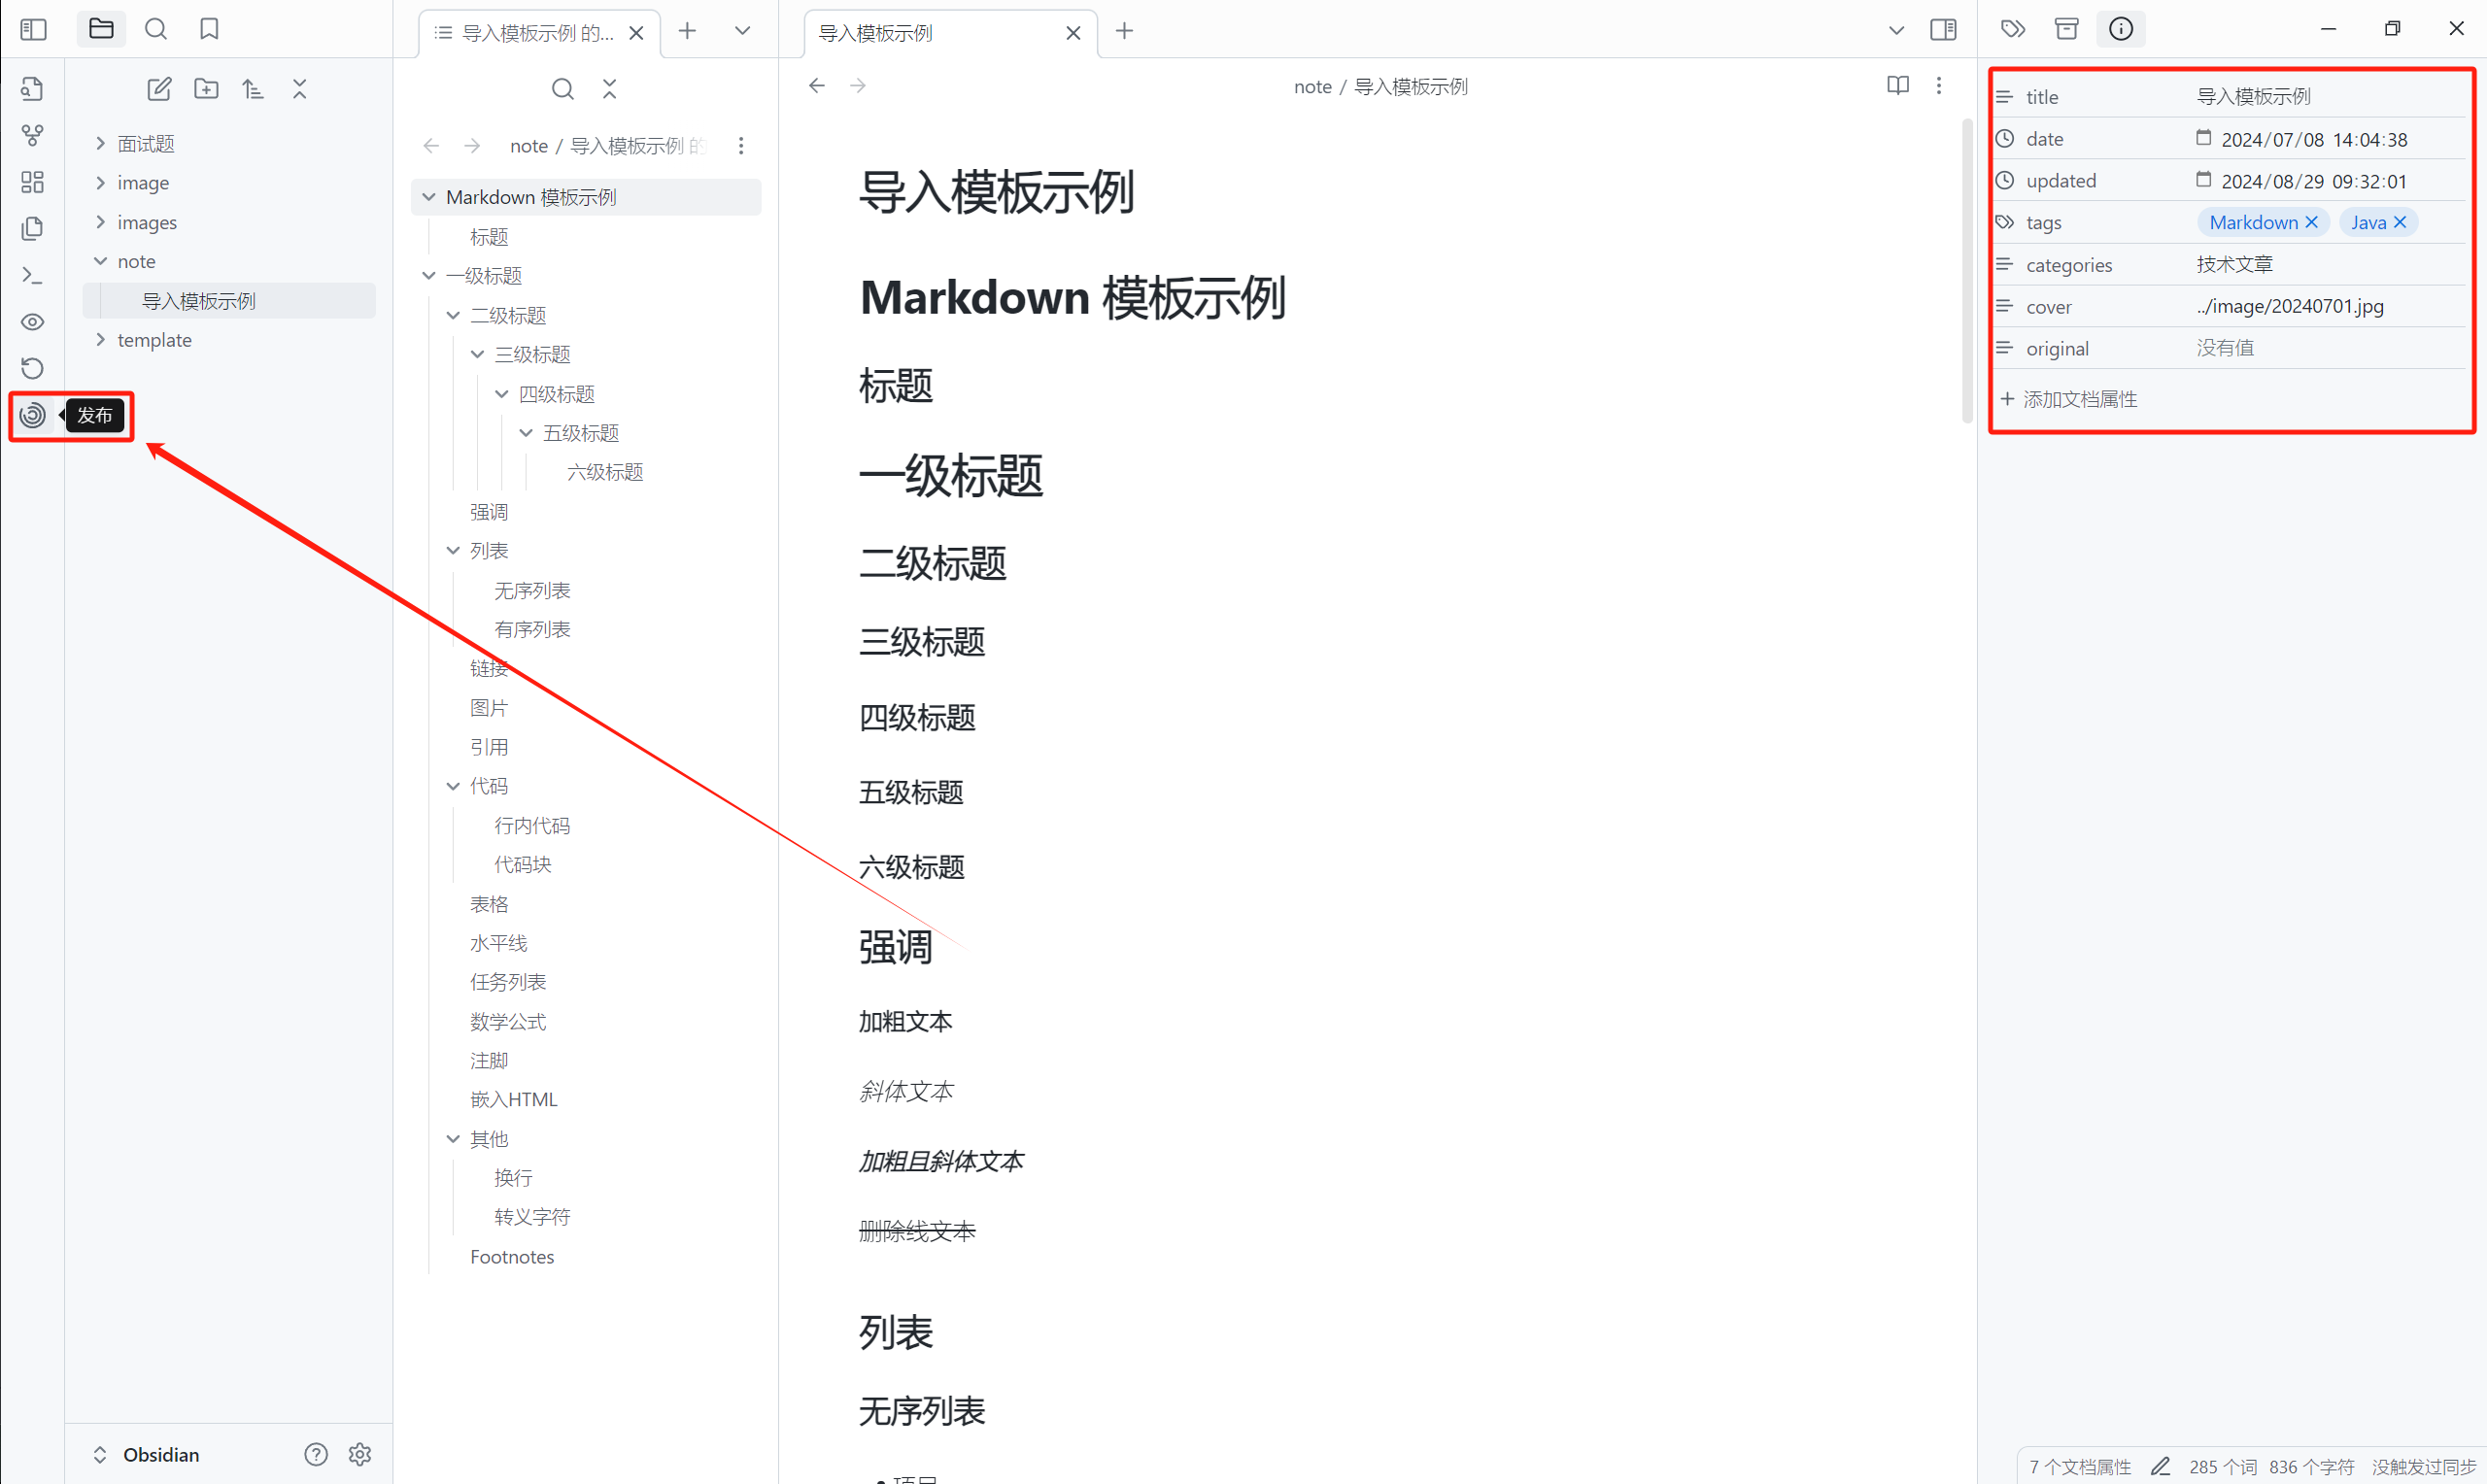 导入模板示例 的...
导入模板示例
面试题
image
images
note
导入模板示例
template
发布
Obsidian
note / 导入模板示例 的
Markdown 模板示例
标题
一级标题
二级标题
三级标题
四级标题
五级标题
六级标题
强调
列表
无序列表
有序列表
链接
图片
引用
代码
行内代码
代码块
表格
水平线
任务列表
数学公式
注脚
嵌入HTML
其他
换行
转义字符
Footnotes
note / 导入模板示例
导入模板示例
Markdown 模板示例
标题
一级标题
二级标题
三级标题
四级标题
五级标题
六级标题
强调
加粗文本
斜体文本
加粗且斜体文本
删除线文本
列表
无序列表
• 项目
title 导入模板示例
date 2024/07/08 14:04:38
updated 2024/08/29 09:32:01
tags Markdown Java
categories 技术文章
cover ../image/20240701.jpg
original 没有值
添加文档属性
7 个文档属性 285 个词 836 个字符 没触发过同步